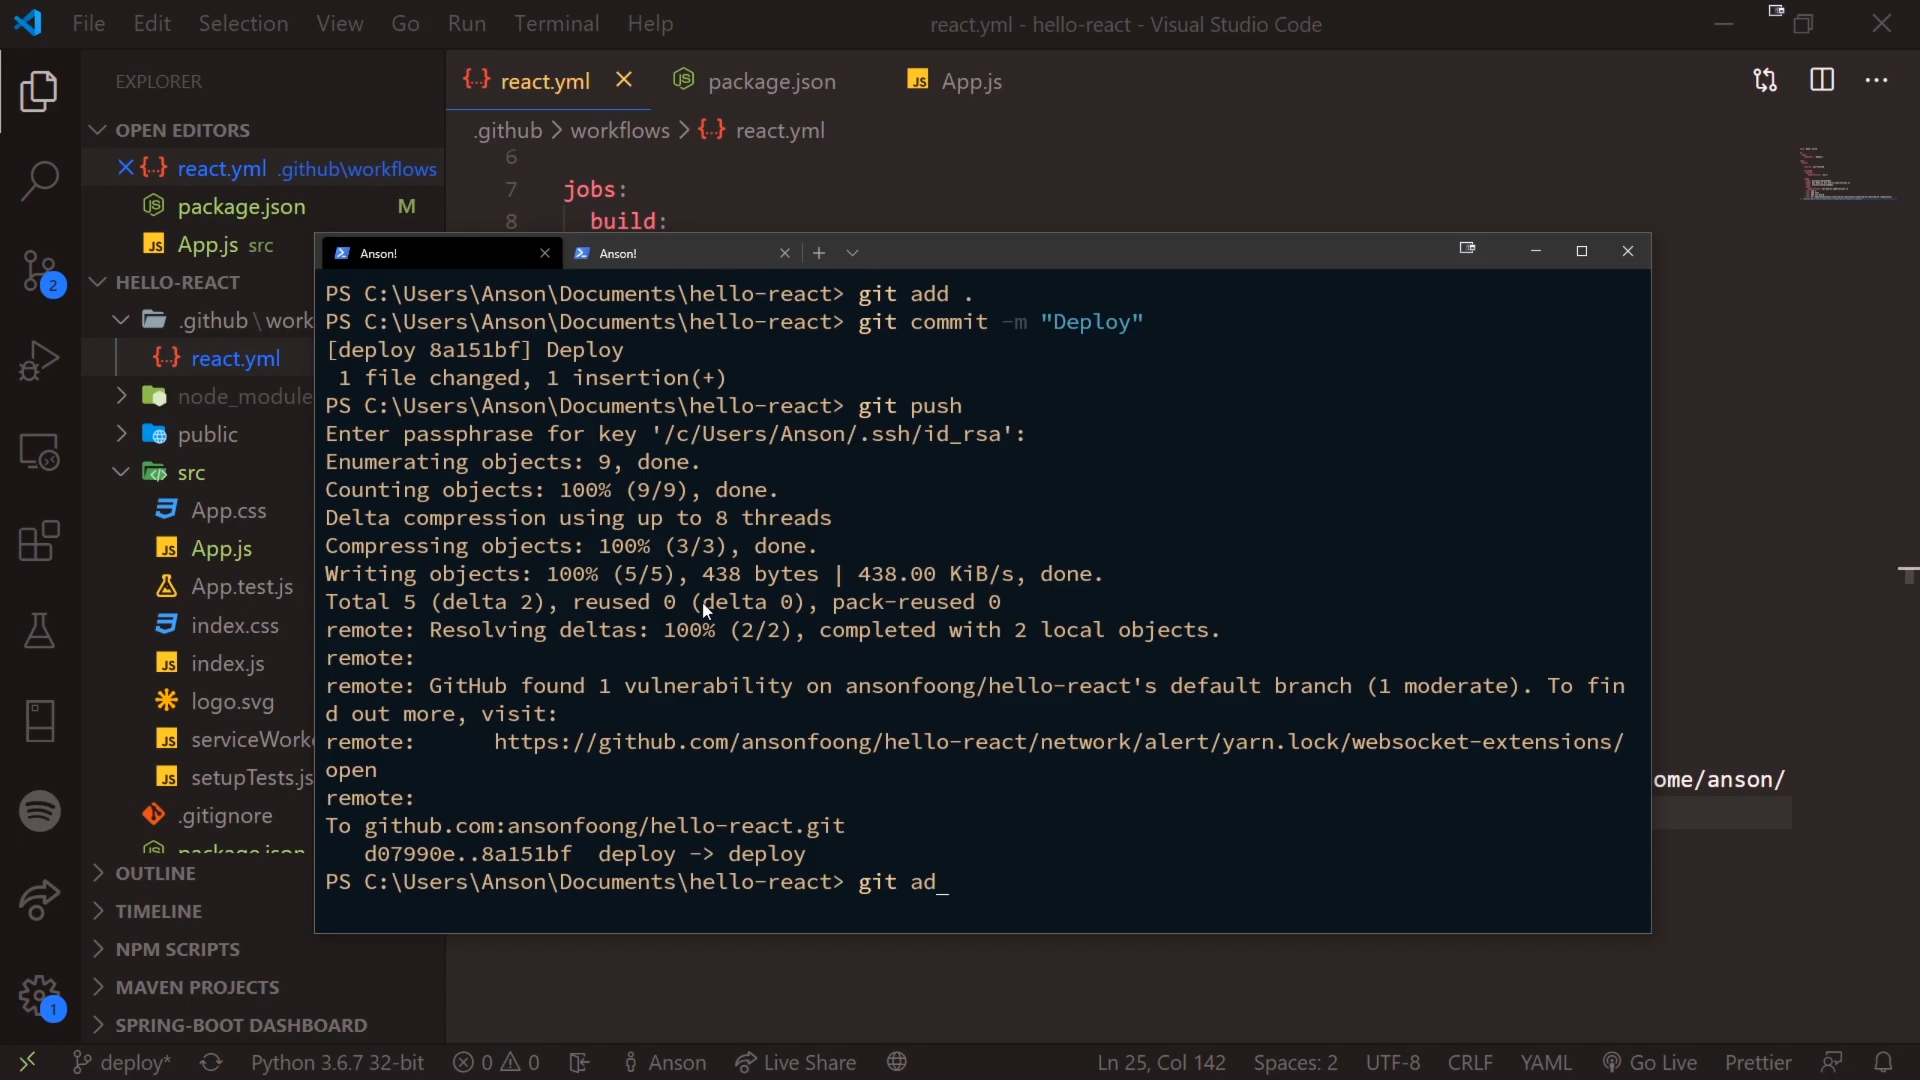 File Edit Selection View Go Run Terminal Help
react.yml - hello-react - Visual Studio Code
EXPLORER
OPEN EDITORS
react.yml .github\workflows
package.json M
App.js src
HELLO-REACT
.github \ work
react.yml
node_module
public
src
App.css
App.js
App.test.js
index.css
index.js
logo.svg
serviceWork
setupTests.js
.gitignore
package.json
OUTLINE
TIMELINE
NPM SCRIPTS
MAVEN PROJECTS
SPRING-BOOT DASHBOARD
2
1
react.yml package.json App.js
.github > workflows > react.yml
6
7 jobs:
8 build:
Anson! Anson!
PS C:\Users\Anson\Documents\hello-react> git add .
PS C:\Users\Anson\Documents\hello-react> git commit -m "Deploy"
[deploy 8a151bf] Deploy
1 file changed, 1 insertion(+)
PS C:\Users\Anson\Documents\hello-react> git push
Enter passphrase for key '/c/Users/Anson/.ssh/id_rsa':
Enumerating objects: 9, done.
Counting objects: 100% (9/9), done.
Delta compression using up to 8 threads
Compressing objects: 100% (3/3), done.
Writing objects: 100% (5/5), 438 bytes | 438.00 KiB/s, done.
Total 5 (delta 2), reused 0 (delta 0), pack-reused 0
remote: Resolving deltas: 100% (2/2), completed with 2 local objects.
remote:
remote: GitHub found 1 vulnerability on ansonfoong/hello-react's default branch (1 moderate). To fin
d out more, visit:
remote: https://github.com/ansonfoong/hello-react/network/alert/yarn.lock/websocket-extensions/
open
remote:
To github.com:ansonfoong/hello-react.git
d07990e..8a151bf deploy -> deploy
PS C:\Users\Anson\Documents\hello-react> git ad_
ome/anson/
deploy* Python 3.6.7 32-bit 0 0 Anson Live Share Ln 25, Col 142 Spaces: 2 UTF-8 CRLF YAML Go Live Prettier